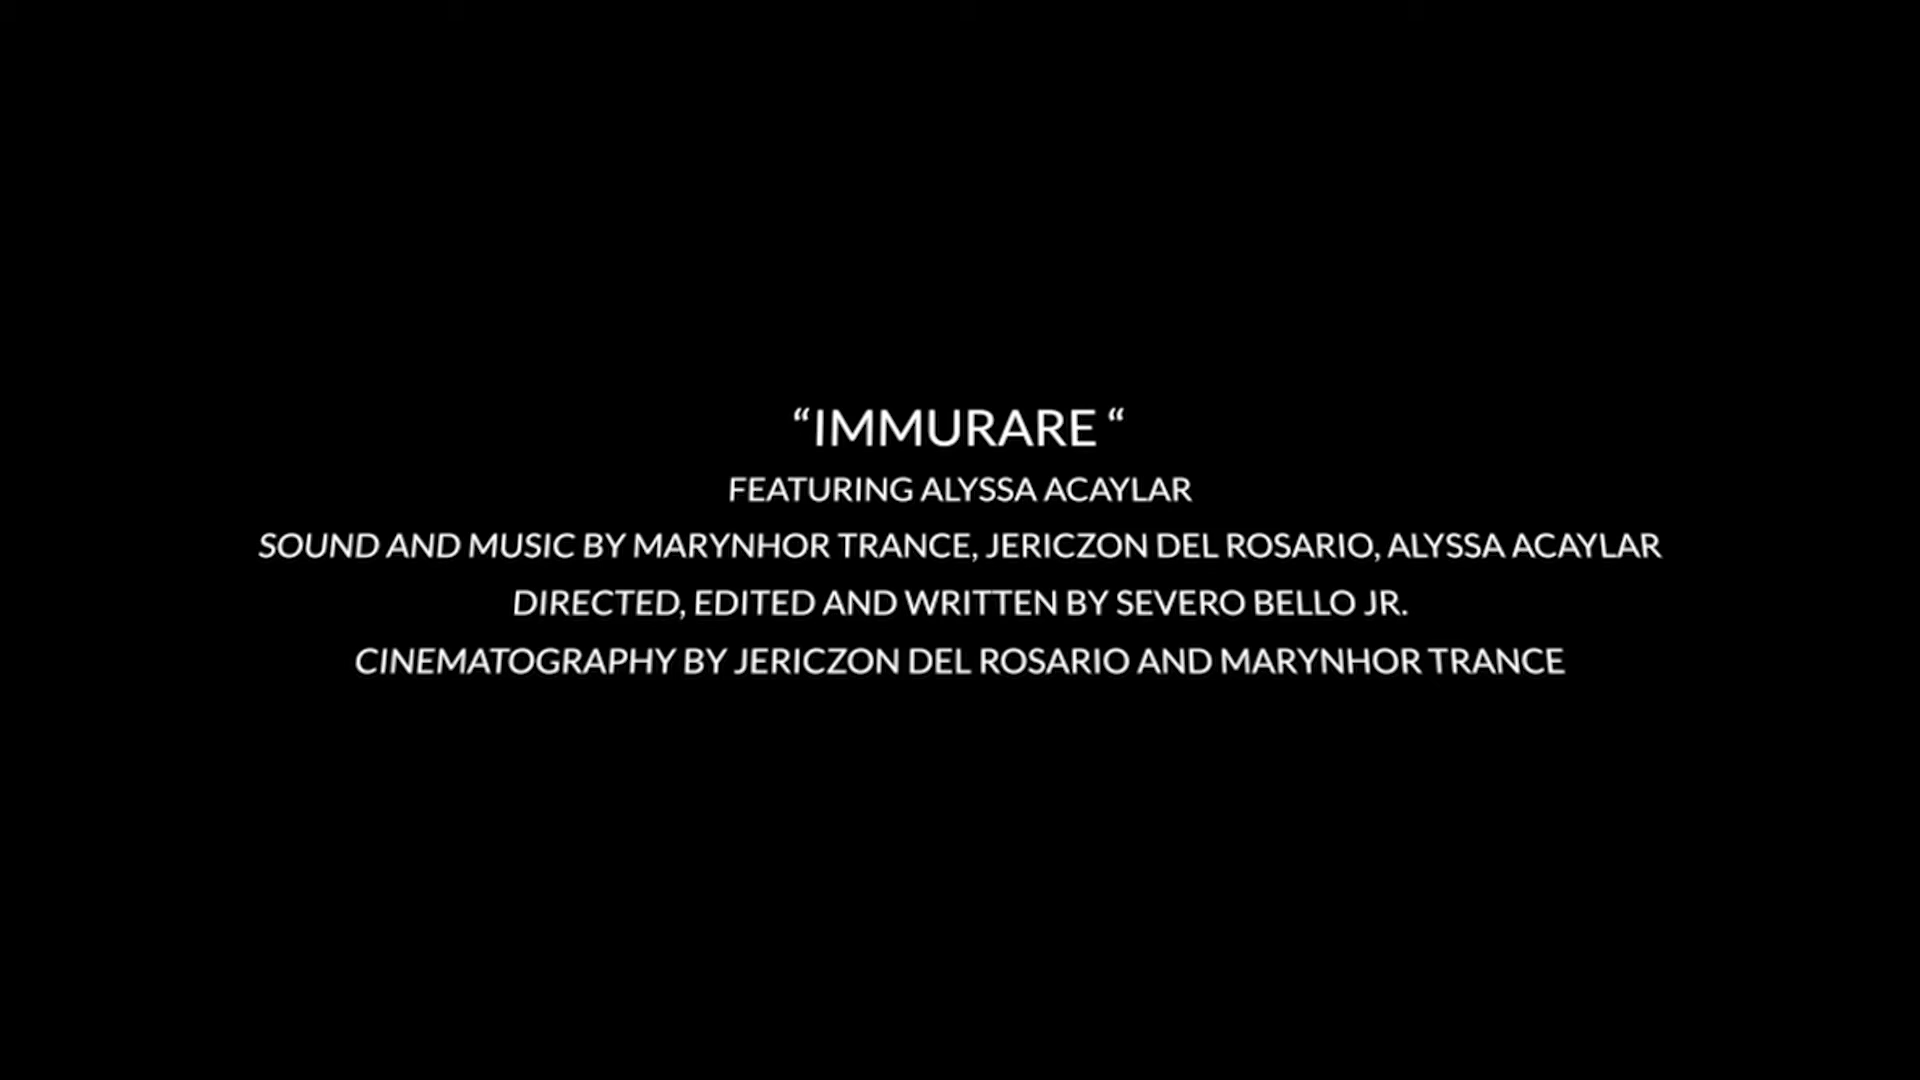 “IMMURARE “
FEATURING ALYSSA ACAYLAR
SOUND AND MUSIC BY MARYNHOR TRANCE, JERICZON DEL ROSARIO, ALYSSA ACAYLAR
DIRECTED, EDITED AND WRITTEN BY SEVERO BELLO JR.
CINEMATOGRAPHY BY JERICZON DEL ROSARIO AND MARYNHOR TRANCE